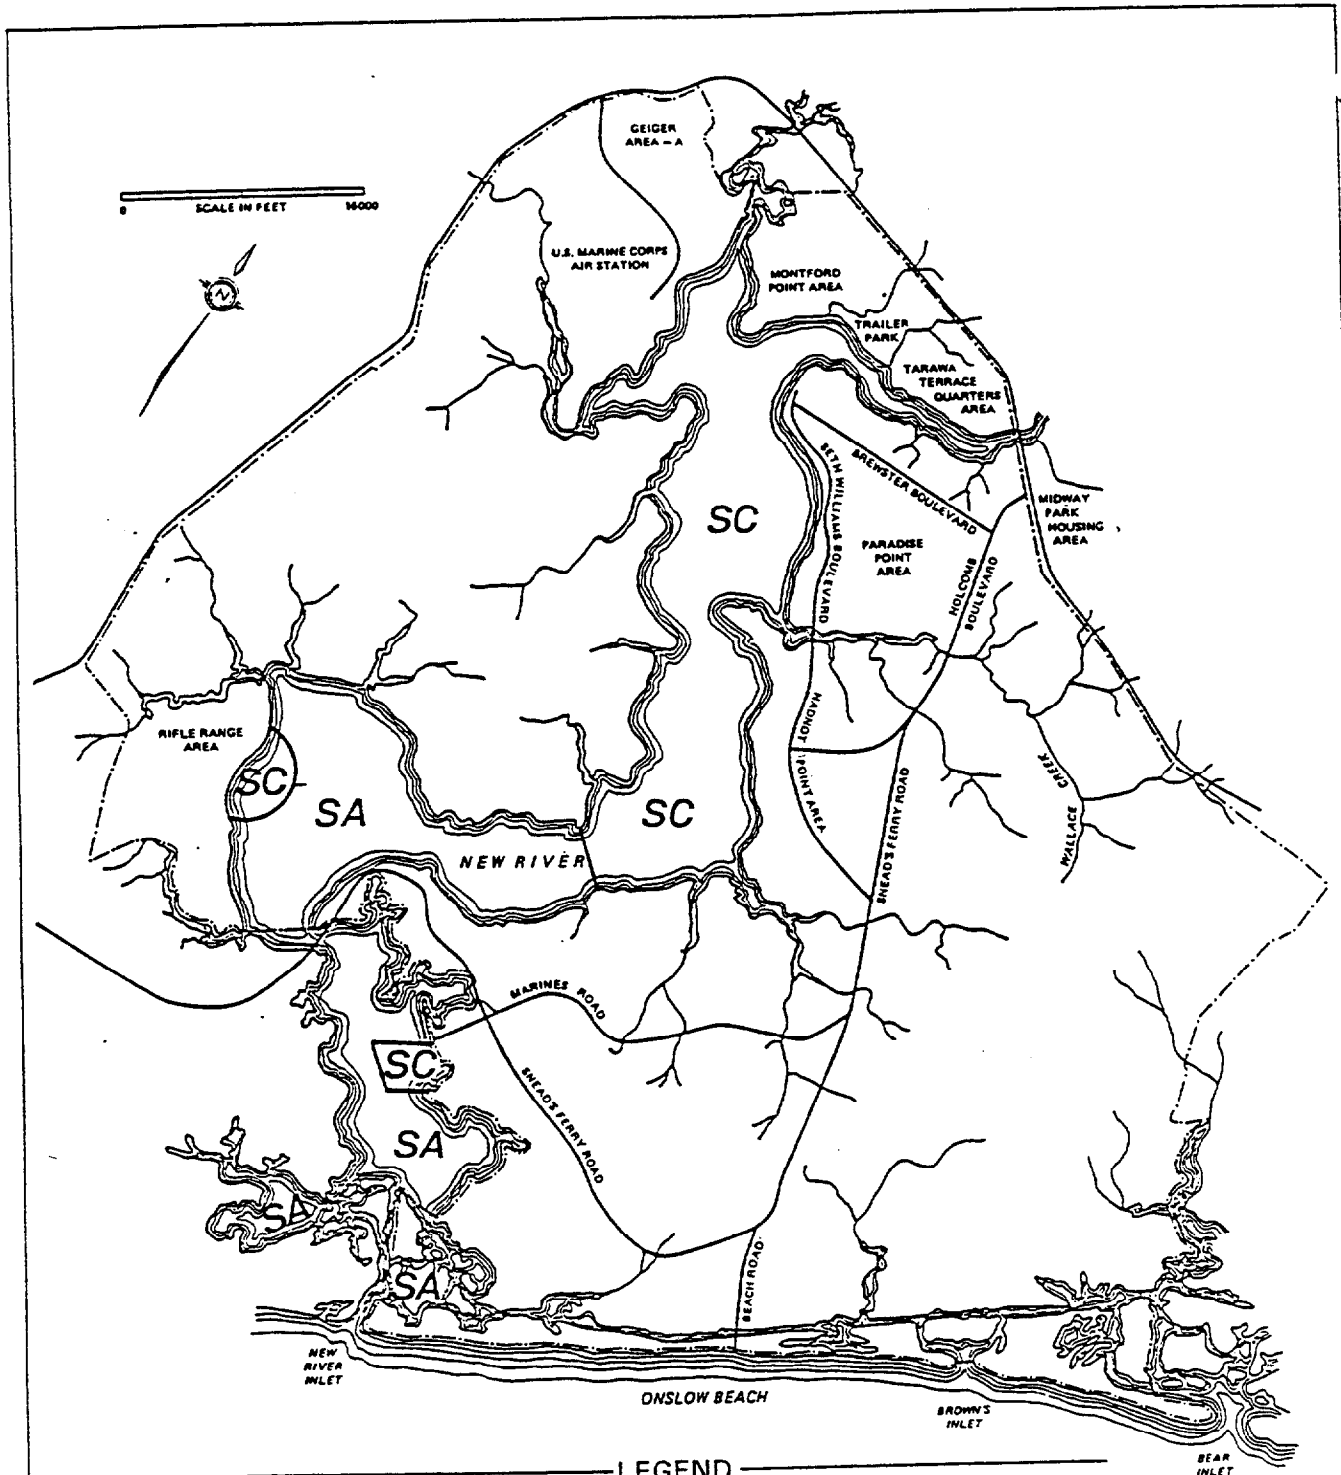 GEIGER
AREA – A
0 SCALE IN FEET 16000
U.S. MARINE CORPS
AIR STATION
N
MONTFORD
POINT AREA
TRAILER
PARK
TARAWA
TERRACE
QUARTERS
AREA
BREWSTER BOULEVARD
SETH WILLIAMS BOULEVARD
MIDWAY
PARK
HOUSING
AREA
SC
PARADISE
POINT
AREA
HOLCOMB
BOULEVARD
RIFLE RANGE
AREA
SC
SA
SC
HADNOT
POINT AREA
SNEAD'S FERRY ROAD
WALLACE
CREEK
NEW RIVER
MARINES ROAD
SC
SNEAD'S FERRY ROAD
SA
SA
SA
BEACH ROAD
NEW
RIVER
INLET
ONSLOW BEACH
BROWN'S
INLET
BEAR
INLET
LEGEND